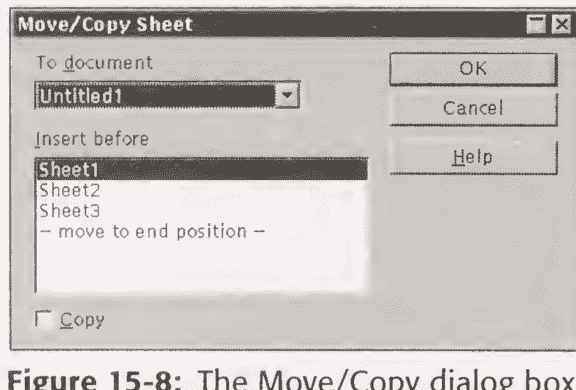 Move/Copy Sheet
To document
Untitled1
Insert before
Sheet1
Sheet2
Sheet3
– move to end position –
Copy
OK
Cancel
Help
Figure 15-8: The Move/Copy dialog box